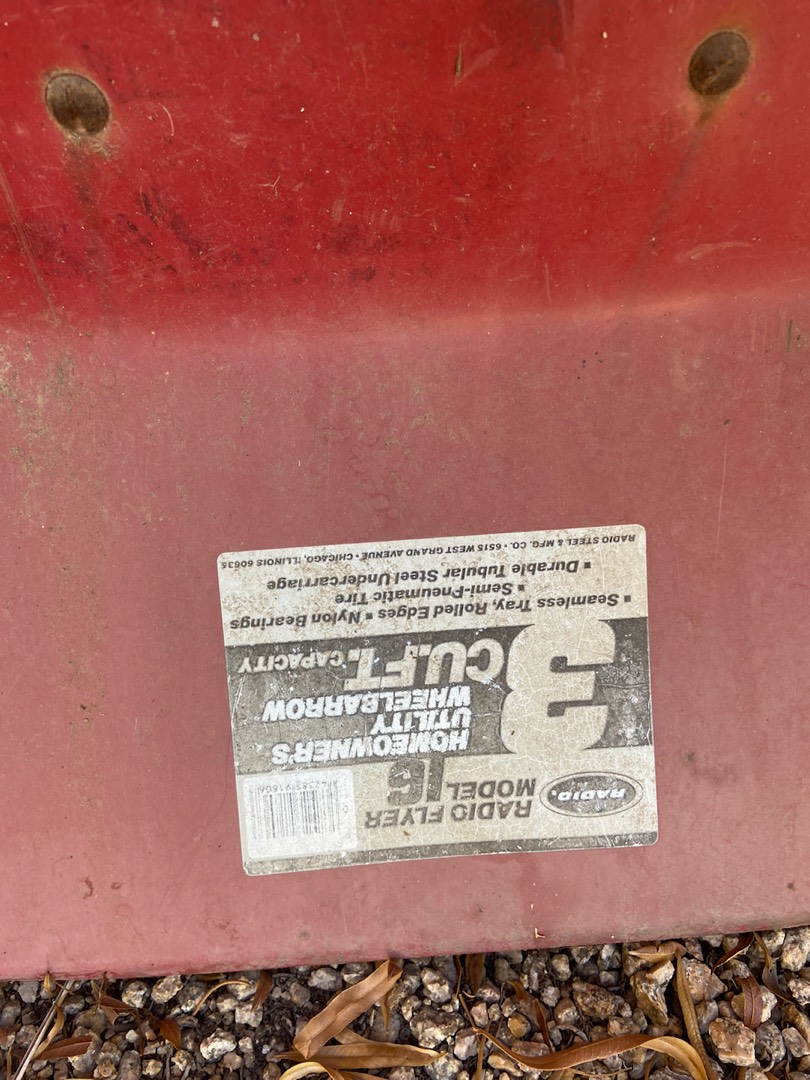 RADIO®
RADIO FLYER
MODEL 16
3 CU.FT. CAPACITY
HOMEOWNER'S
UTILITY
WHEELBARROW
▪ Seamless Tray, Rolled Edges ▪ Nylon Bearings
▪ Semi-Pneumatic Tire
▪ Durable Tubular Steel Undercarriage
RADIO STEEL & MFG. CO. • 6515 WEST GRAND AVENUE • CHICAGO, ILLINOIS 60635